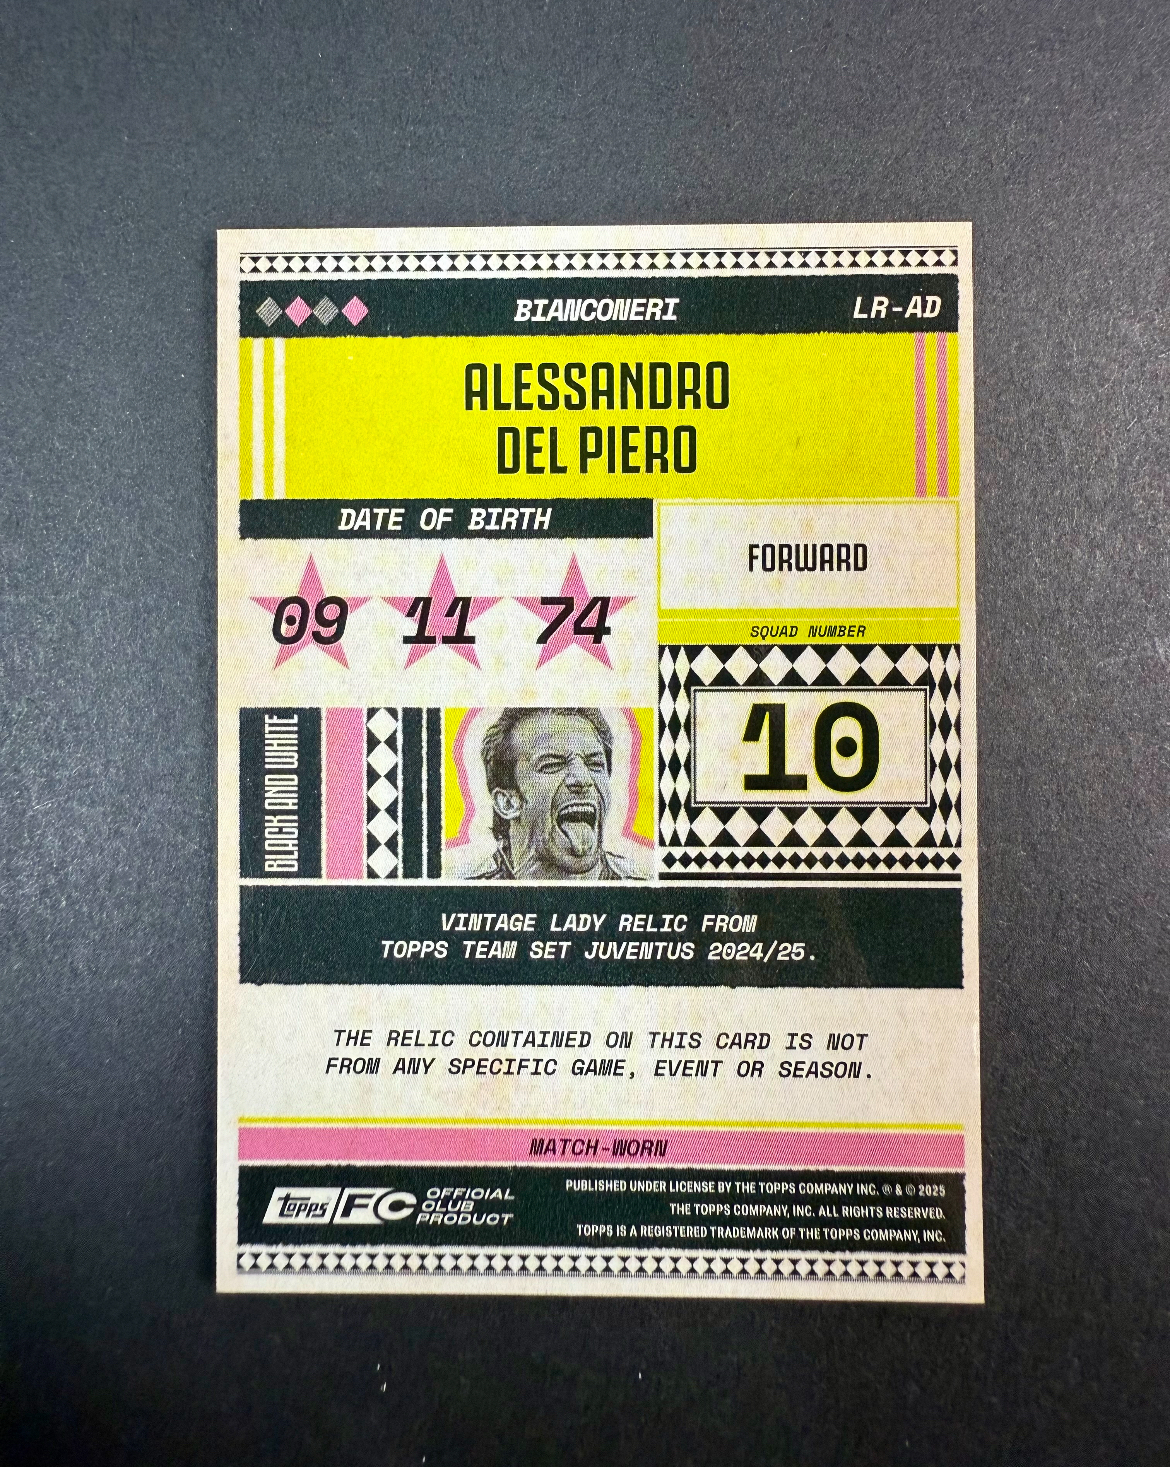 BIANCONERI
LR-AD
ALESSANDRO
DEL PIERO
DATE OF BIRTH
09 11 74
FORWARD
SQUAD NUMBER
10
BLACK AND WHITE
VINTAGE LADY RELIC FROM
TOPPS TEAM SET JUVENTUS 2024/25.
THE RELIC CONTAINED ON THIS CARD IS NOT
FROM ANY SPECIFIC GAME, EVENT OR SEASON.
MATCH-WORN
Topps FC
OFFICIAL
CLUB
PRODUCT
PUBLISHED UNDER LICENSE BY THE TOPPS COMPANY INC. ® & © 2025
THE TOPPS COMPANY, INC. ALL RIGHTS RESERVED.
TOPPS IS A REGISTERED TRADEMARK OF THE TOPPS COMPANY, INC.